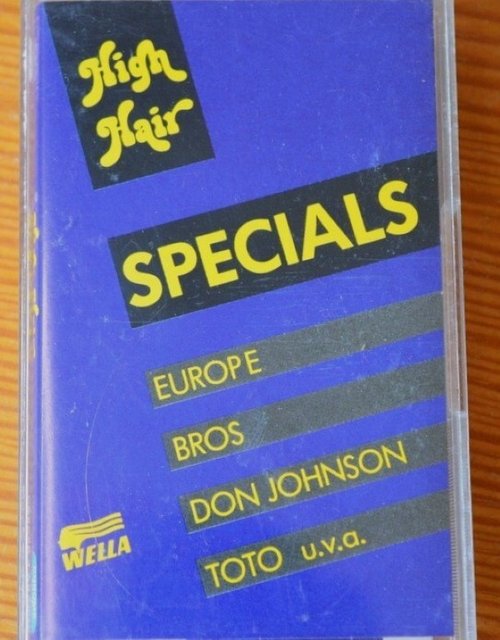 High
Hair
SPECIALS
EUROPE
BROS
DON JOHNSON
TOTO u.v.a.
WELLA